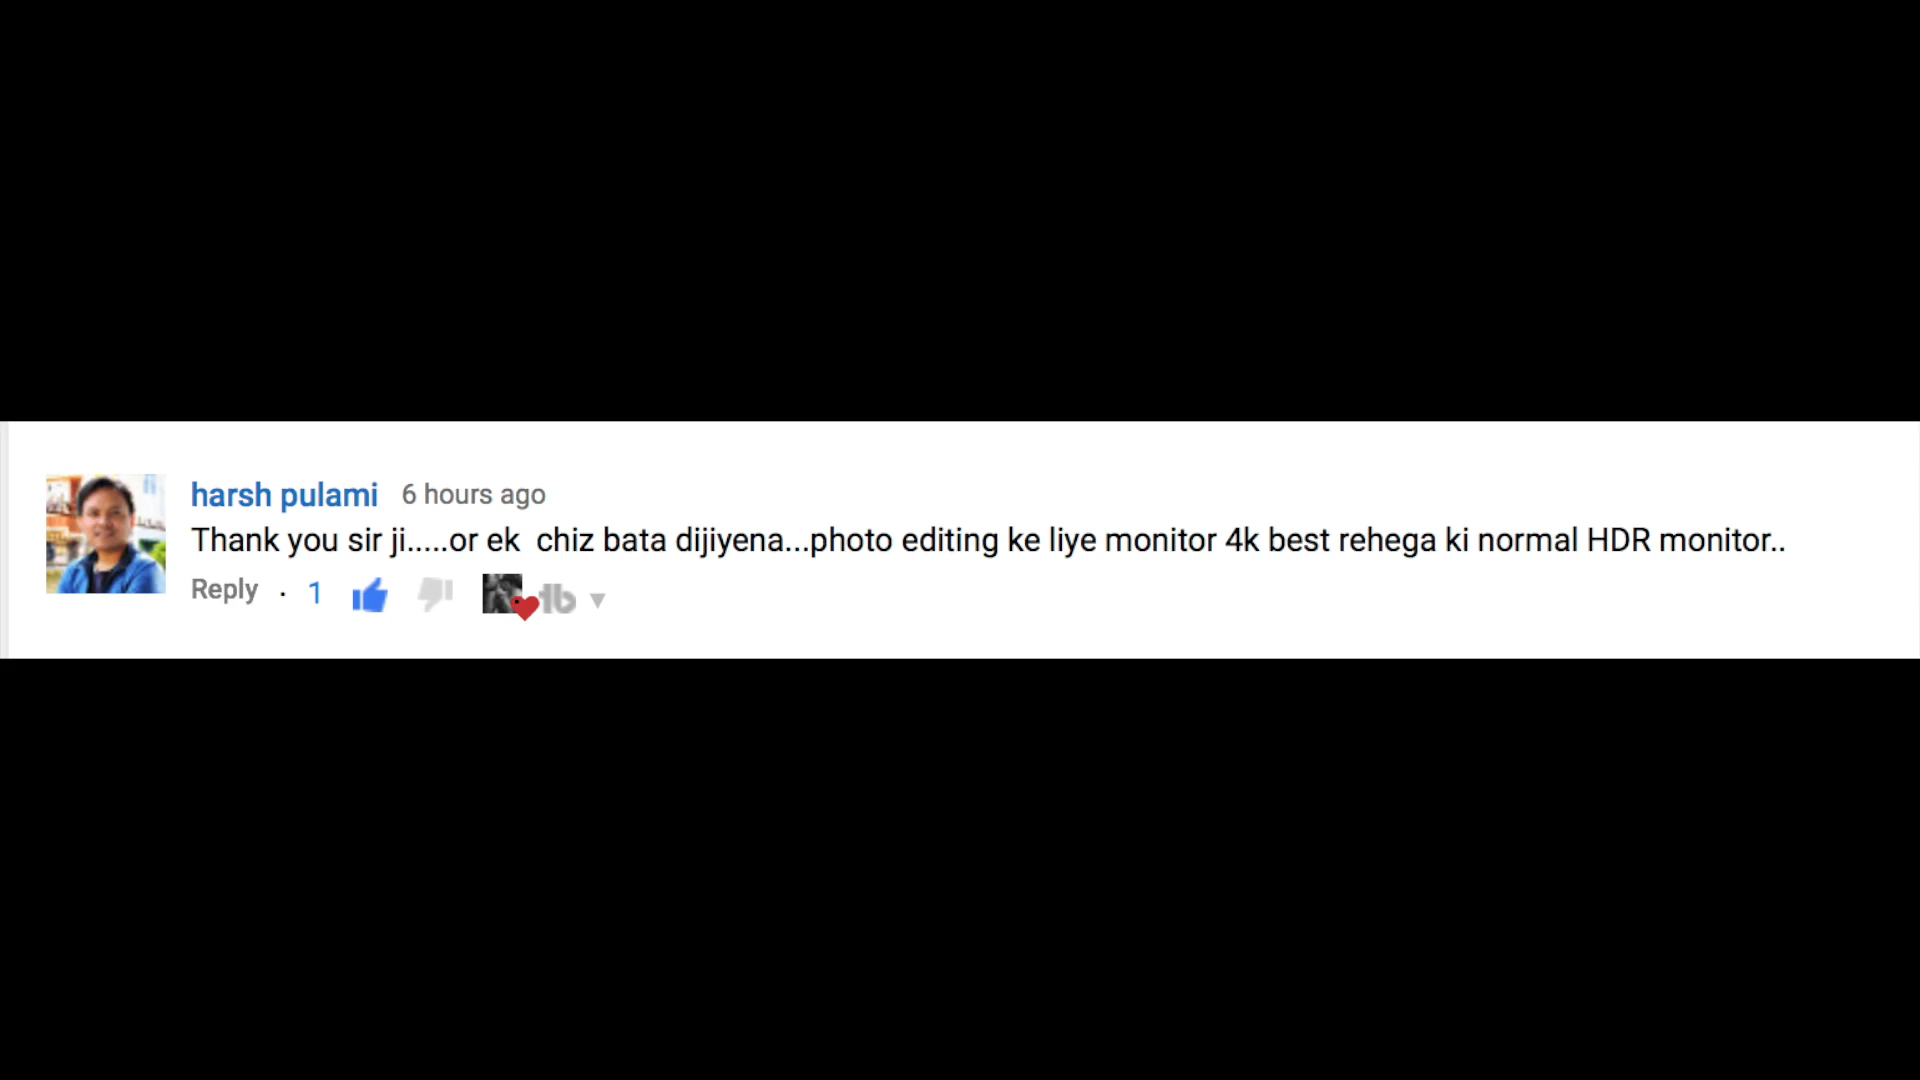 harsh pulami 6 hours ago
Thank you sir ji.....or ek  chiz bata dijiyena...photo editing ke liye monitor 4k best rehega ki normal HDR monitor..
Reply · 1